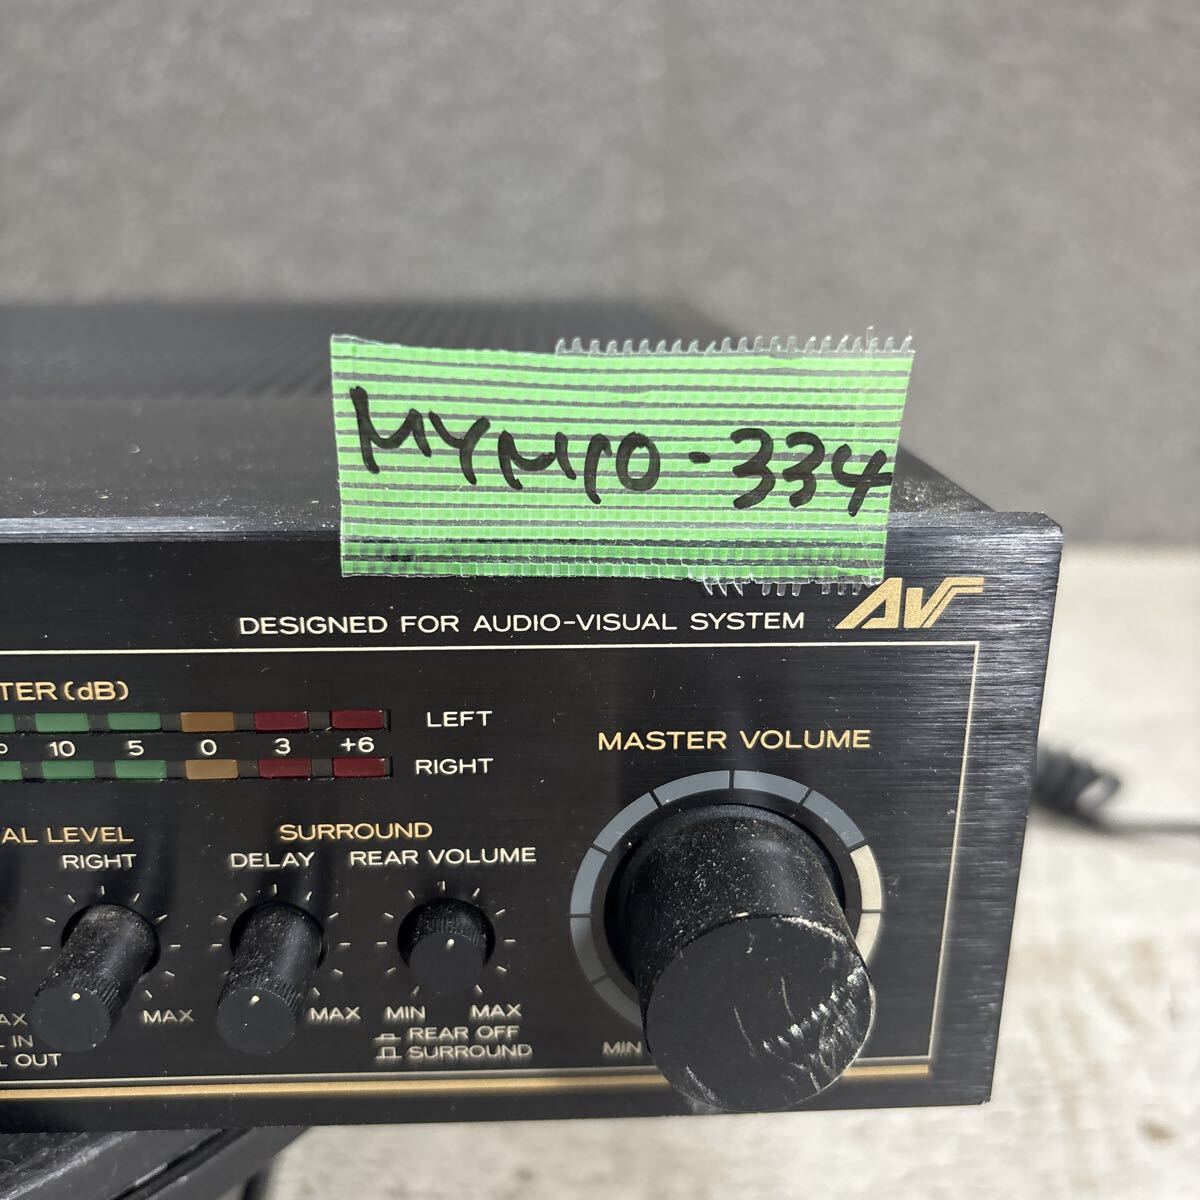 MYM10-334
DESIGNED FOR AUDIO-VISUAL SYSTEM AV
TER (dB)
LEFT
10 5 0 3 +6
RIGHT
MASTER VOLUME
AL LEVEL SURROUND
RIGHT DELAY REAR VOLUME
AX MAX MAX MIN MAX
L IN REAR OFF
L OUT SURROUND
MIN